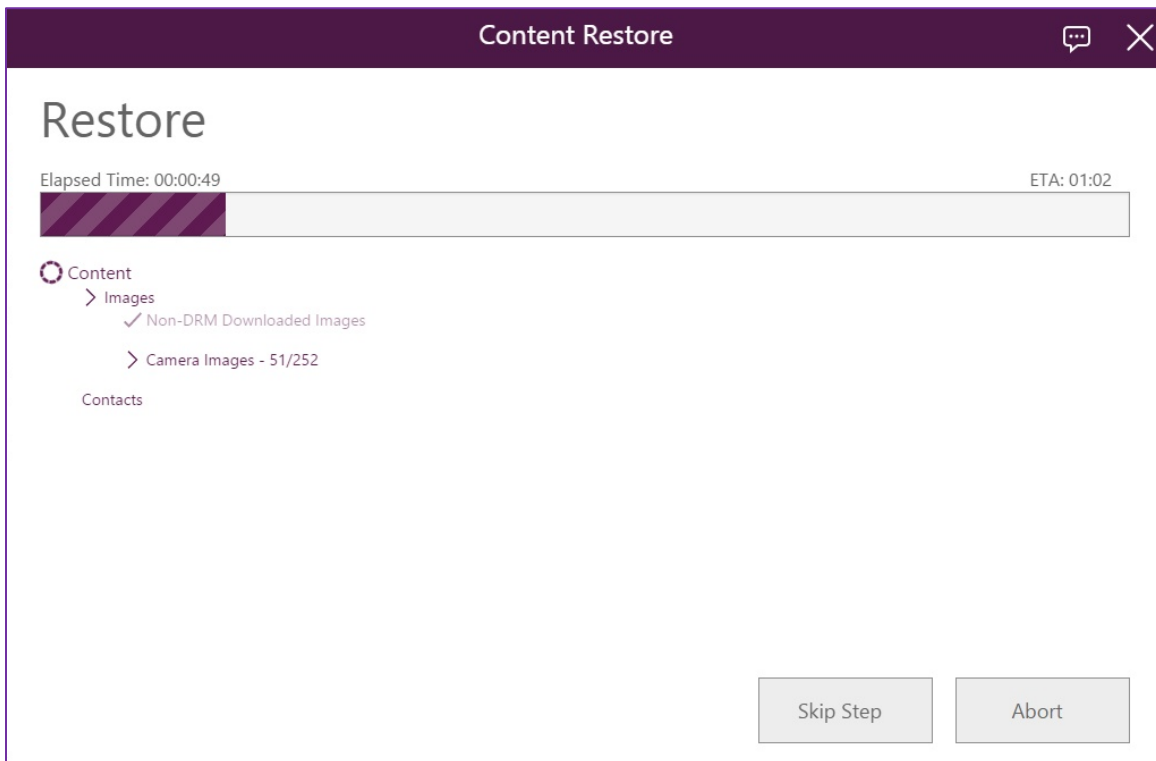 Content Restore
Restore
Elapsed Time: 00:00:49 ETA: 01:02
Content
Images
Non-DRM Downloaded Images
Camera Images - 51/252
Contacts
Skip Step Abort